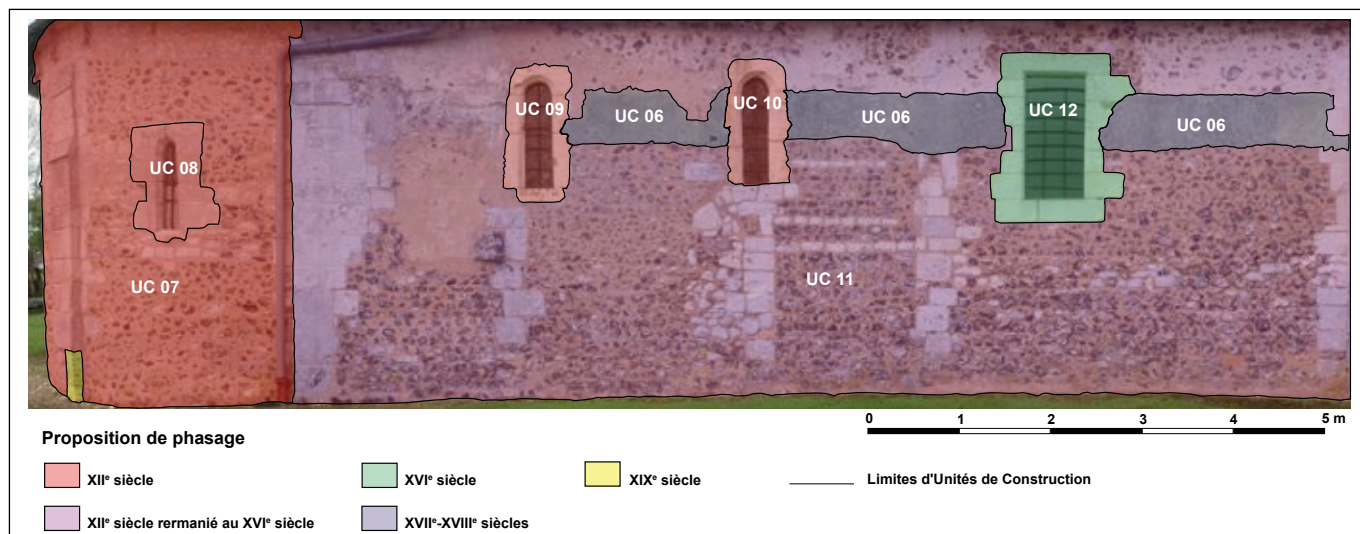 UC 09
UC 06
UC 10
UC 06
UC 12
UC 06
UC 08
UC 07
UC 11
0 1 2 3 4 5 m
Proposition de phasage
XIIᵉ siècle
XVIᵉ siècle
XIXᵉ siècle
Limites d'Unités de Construction
XIIᵉ siècle rermanié au XVIᵉ siècle
XVIIᵉ-XVIIIᵉ siècles